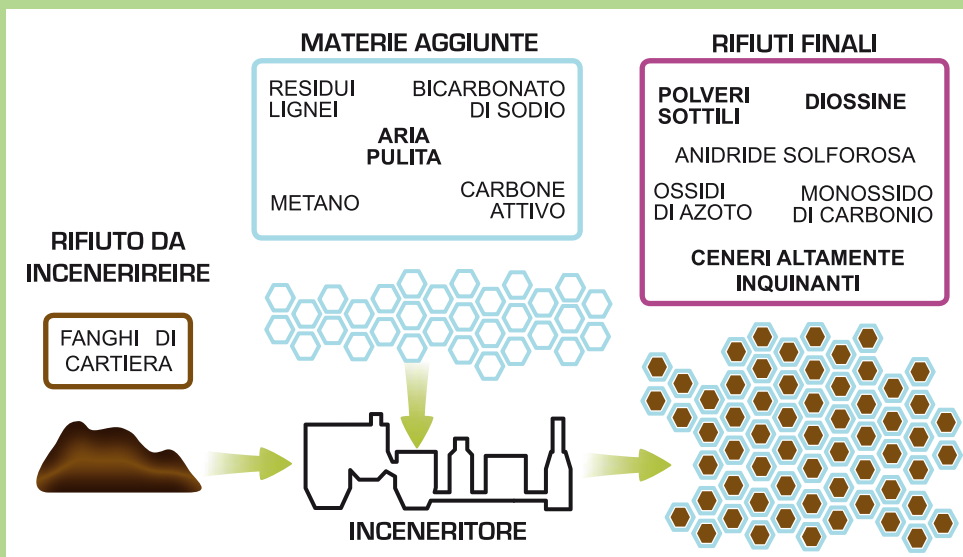 MATERIE AGGIUNTE
RESIDUI
LIGNEI
BICARBONATO
DI SODIO
ARIA
PULITA
METANO
CARBONE
ATTIVO
RIFIUTI FINALI
POLVERI
SOTTILI
DIOSSINE
ANIDRIDE SOLFOROSA
OSSIDI
DI AZOTO
MONOSSIDO
DI CARBONIO
CENERI ALTAMENTE
INQUINANTI
RIFIUTO DA
INCENERIREIRE
FANGHI DI
CARTIERA
INCENERITORE